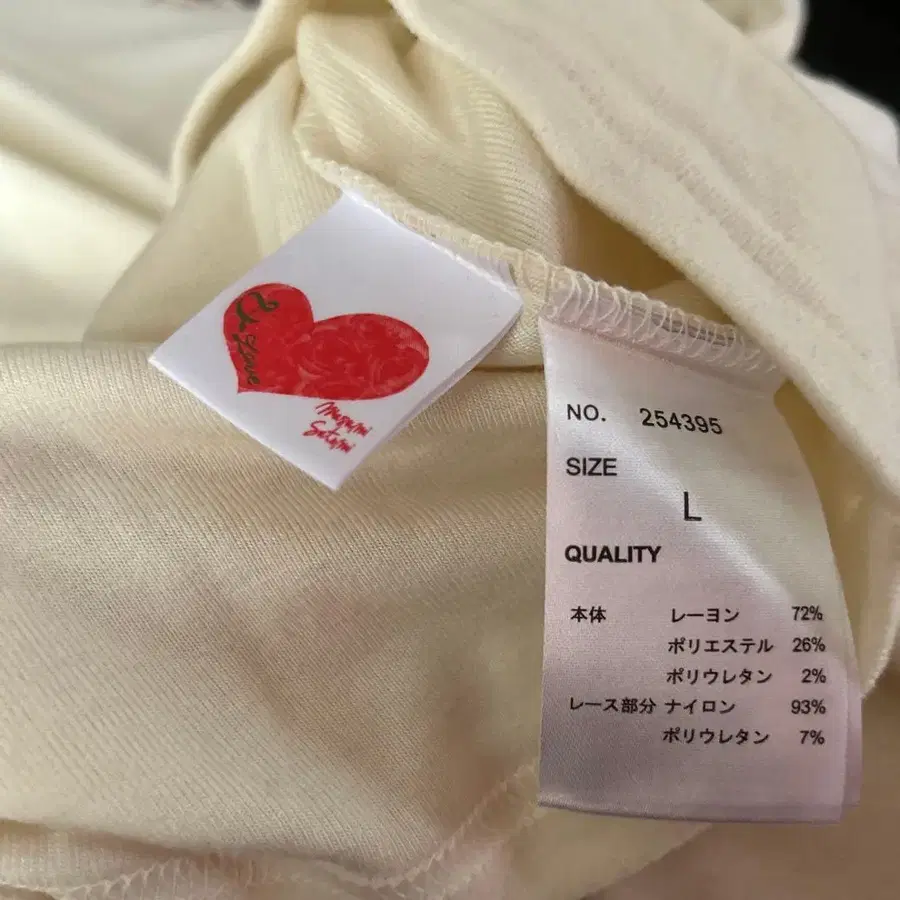 Love
NO. 254395
SIZE
L
QUALITY
本体 レーヨン 72%
ポリエステル 26%
ポリウレタン 2%
レース部分 ナイロン 93%
ポリウレタン 7%